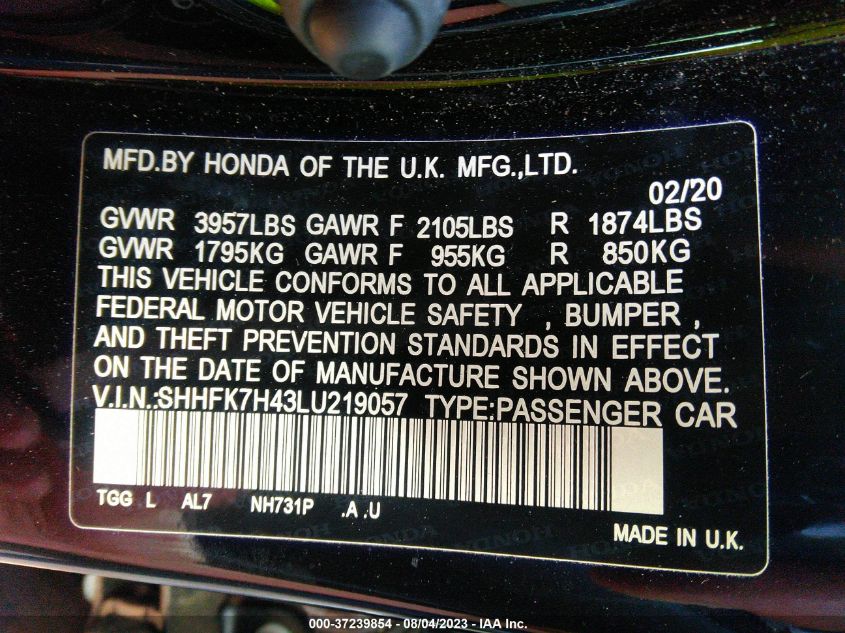 MFD.BY HONDA OF THE U.K. MFG.,LTD.
02/20
GVWR 3957LBS GAWR F 2105LBS R 1874LBS
GVWR 1795KG GAWR F 955KG R 850KG
THIS VEHICLE CONFORMS TO ALL APPLICABLE
FEDERAL MOTOR VEHICLE SAFETY , BUMPER ,
AND THEFT PREVENTION STANDARDS IN EFFECT
ON THE DATE OF MANUFACTURE SHOWN ABOVE.
V.I.N.:SHHFK7H43LU219057 TYPE:PASSENGER CAR
TGG L AL7 NH731P .A .U
MADE IN U.K.
000-37239854 - 08/04/2023 - IAA Inc.